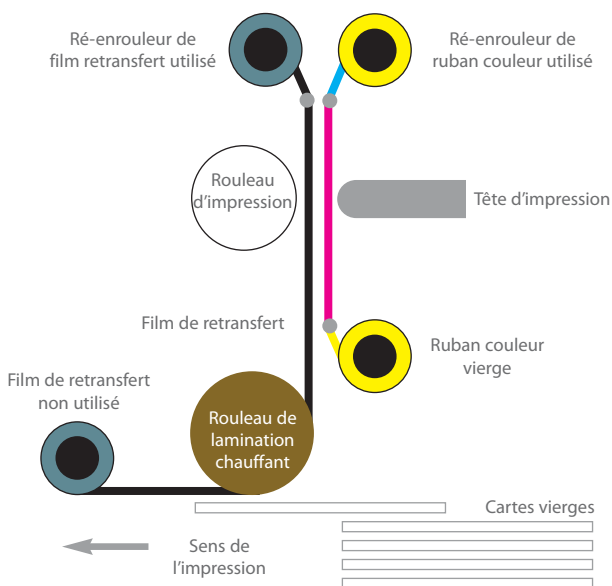 Ré-enrouleur de
film retransfert utilisé
Ré-enrouleur de
ruban couleur utilisé
Rouleau
d'impression
Tête d'impression
Film de retransfert
Ruban couleur
vierge
Film de retransfert
non utilisé
Rouleau de
lamination
chauffant
Cartes vierges
Sens de
l'impression